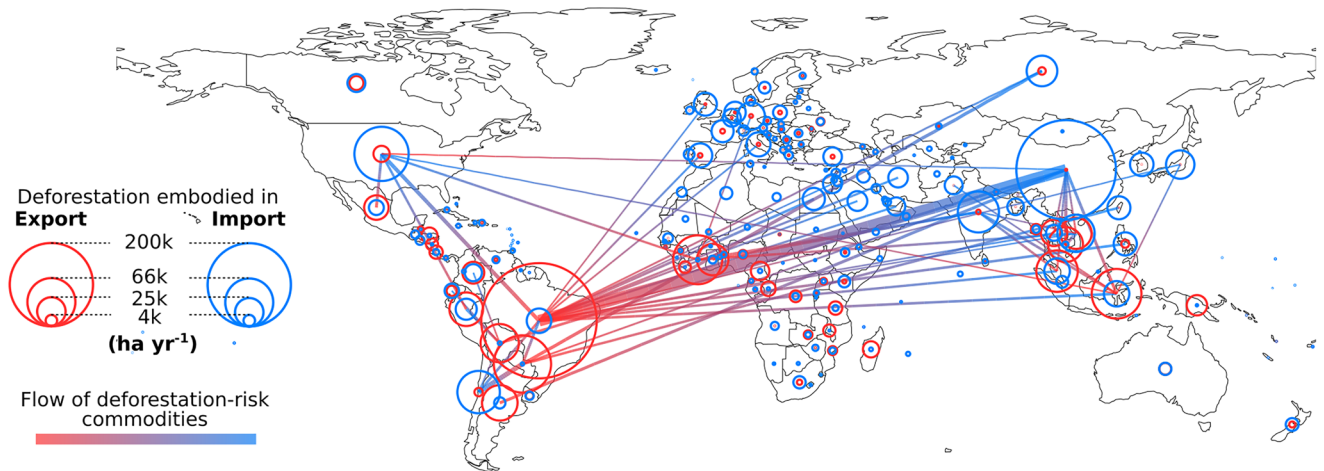 Deforestation embodied in
Export Import
200k
66k
25k
4k
(ha yr-1)
Flow of deforestation-risk
commodities